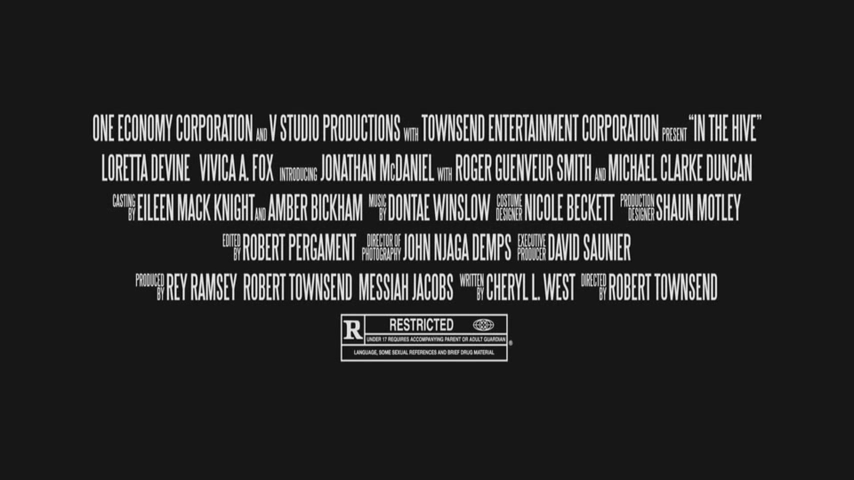 ONE ECONOMY CORPORATION AND V STUDIO PRODUCTIONS WITH TOWNSEND ENTERTAINMENT CORPORATION PRESENT "IN THE HIVE"
LORETTA DEVINE VIVICA A. FOX INTRODUCING JONATHAN McDANIEL WITH ROGER GUENVEUR SMITH AND MICHAEL CLARKE DUNCAN
CASTING BY EILEEN MACK KNIGHT AND AMBER BICKHAM MUSIC BY DONTAE WINSLOW COSTUME DESIGNER NICOLE BECKETT PRODUCTION DESIGNER SHAUN MOTLEY
EDITED BY ROBERT PERGAMENT DIRECTOR OF PHOTOGRAPHY JOHN NJAGA DEMPS EXECUTIVE PRODUCER DAVID SAUNIER
PRODUCED BY REY RAMSEY ROBERT TOWNSEND MESSIAH JACOBS WRITTEN BY CHERYL L. WEST DIRECTED BY ROBERT TOWNSEND
R RESTRICTED
UNDER 17 REQUIRES ACCOMPANYING PARENT OR ADULT GUARDIAN
LANGUAGE, SOME SEXUAL REFERENCES AND BRIEF DRUG MATERIAL ®